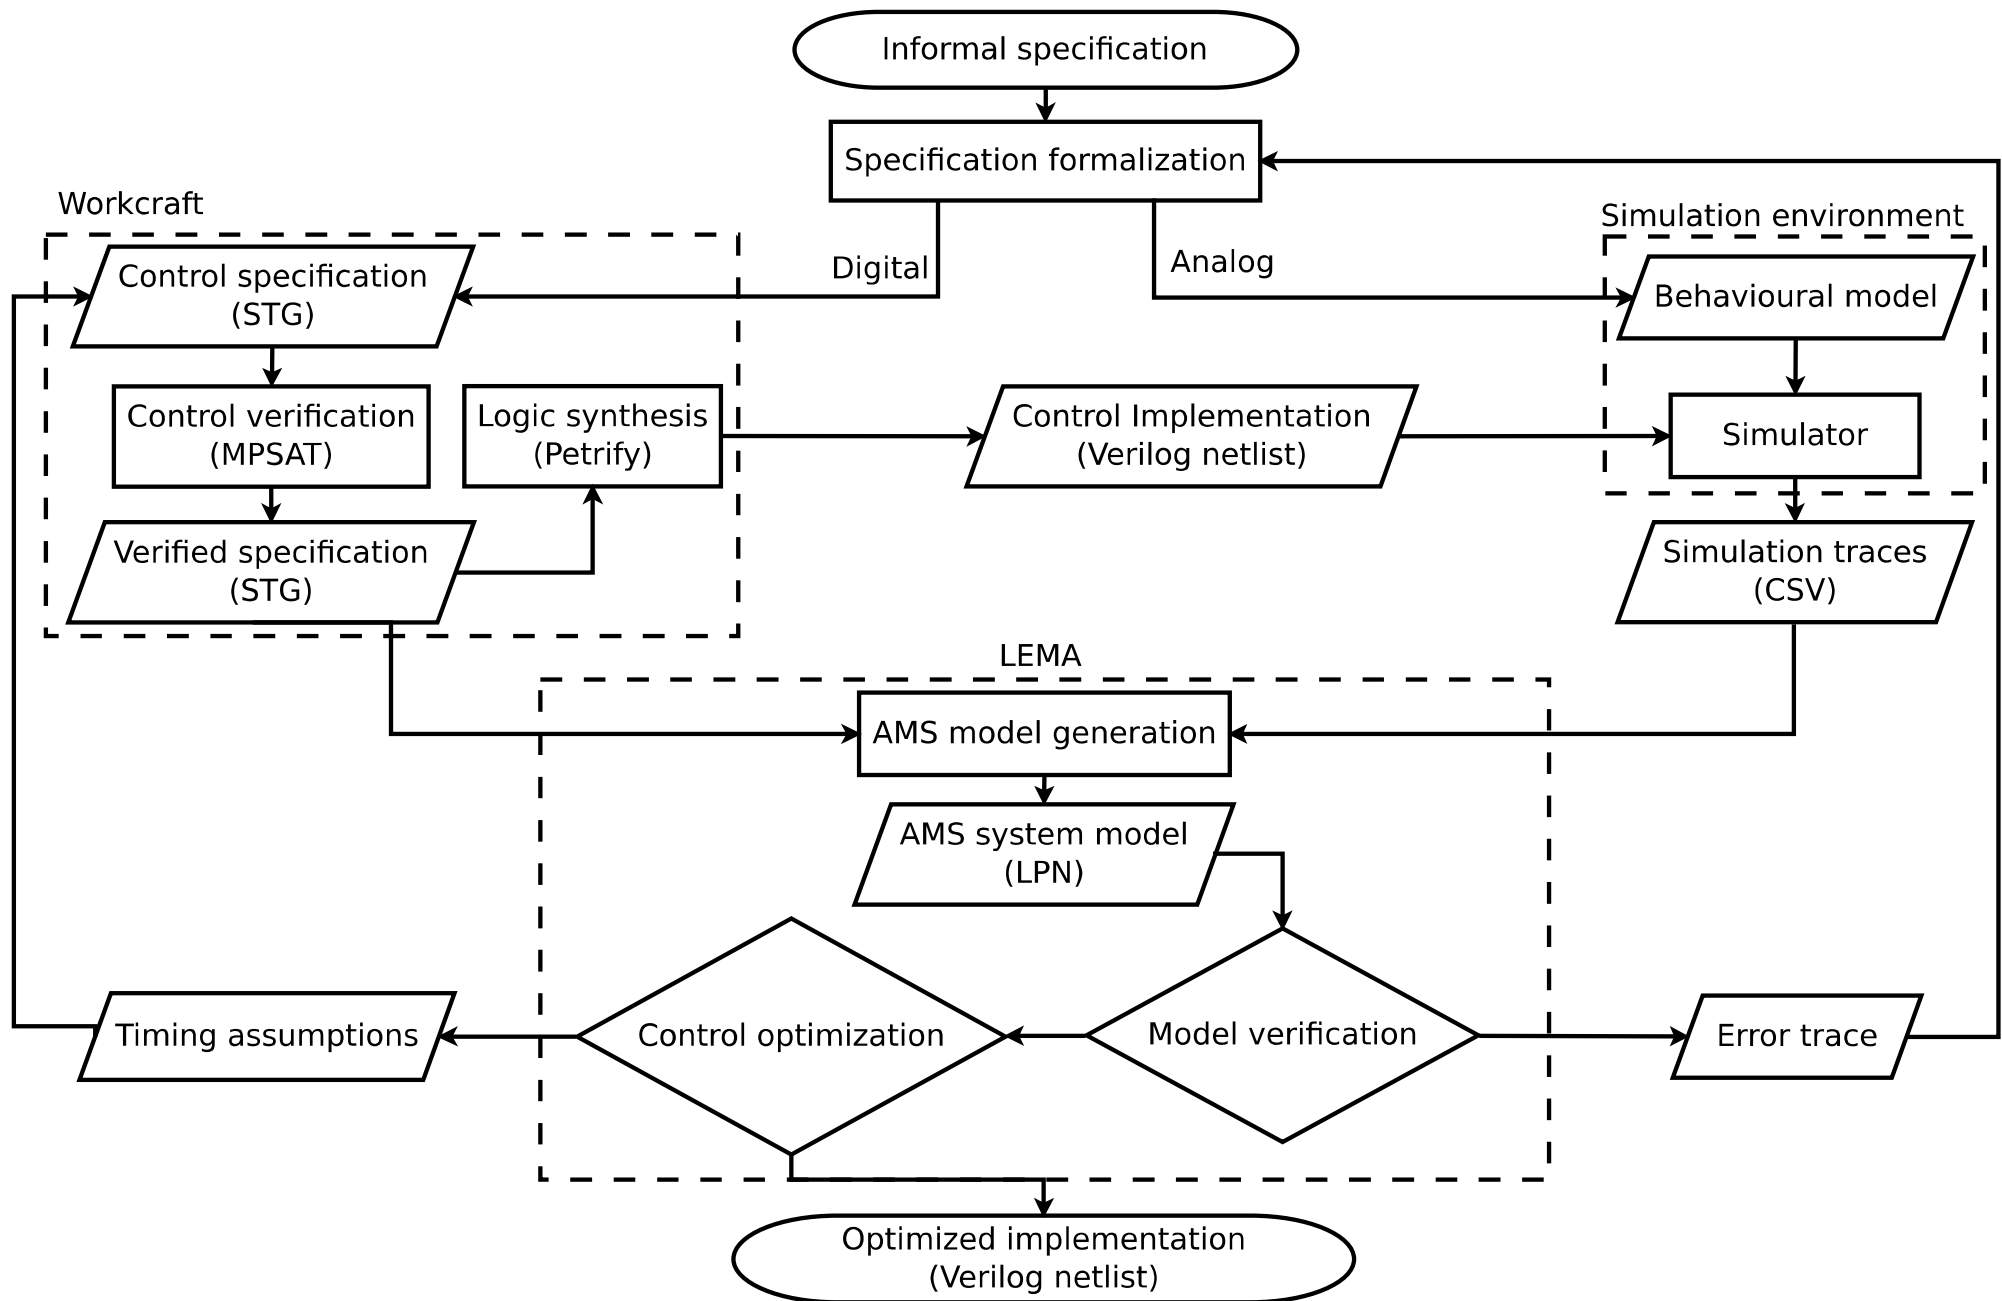 Informal specification
Specification formalization
Workcraft
Simulation environment
Digital
Analog
Control specification
(STG)
Behavioural model
Control verification
(MPSAT)
Logic synthesis
(Petrify)
Control Implementation
(Verilog netlist)
Simulator
Verified specification
(STG)
Simulation traces
(CSV)
LEMA
AMS model generation
AMS system model
(LPN)
Timing assumptions
Control optimization
Model verification
Error trace
Optimized implementation
(Verilog netlist)